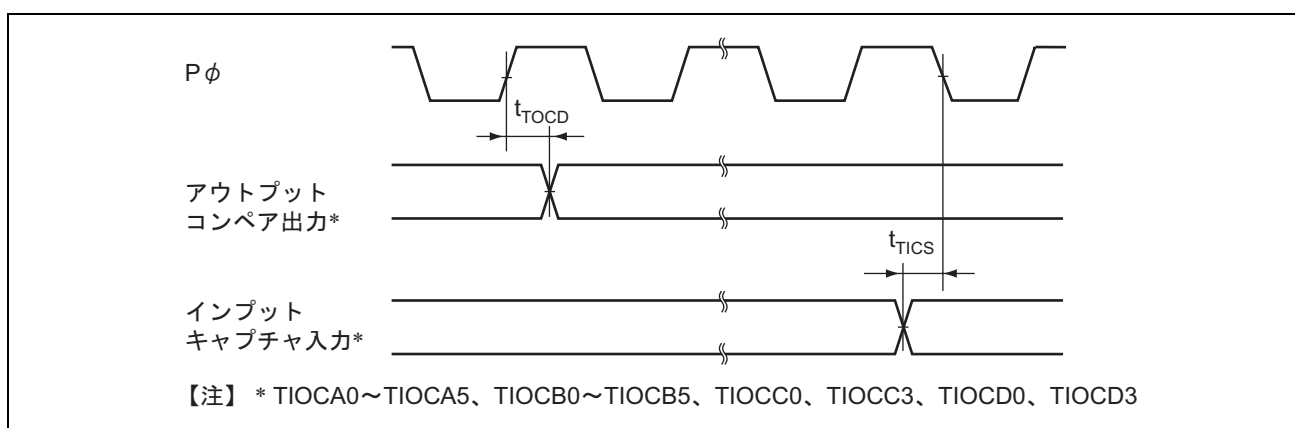 Pφ
tTOCD
アウトプット
コンペア出力*
tTICS
インプット
キャプチャ入力*
【注】 * TIOCA0～TIOCA5、TIOCB0～TIOCB5、TIOCC0、TIOCC3、TIOCD0、TIOCD3